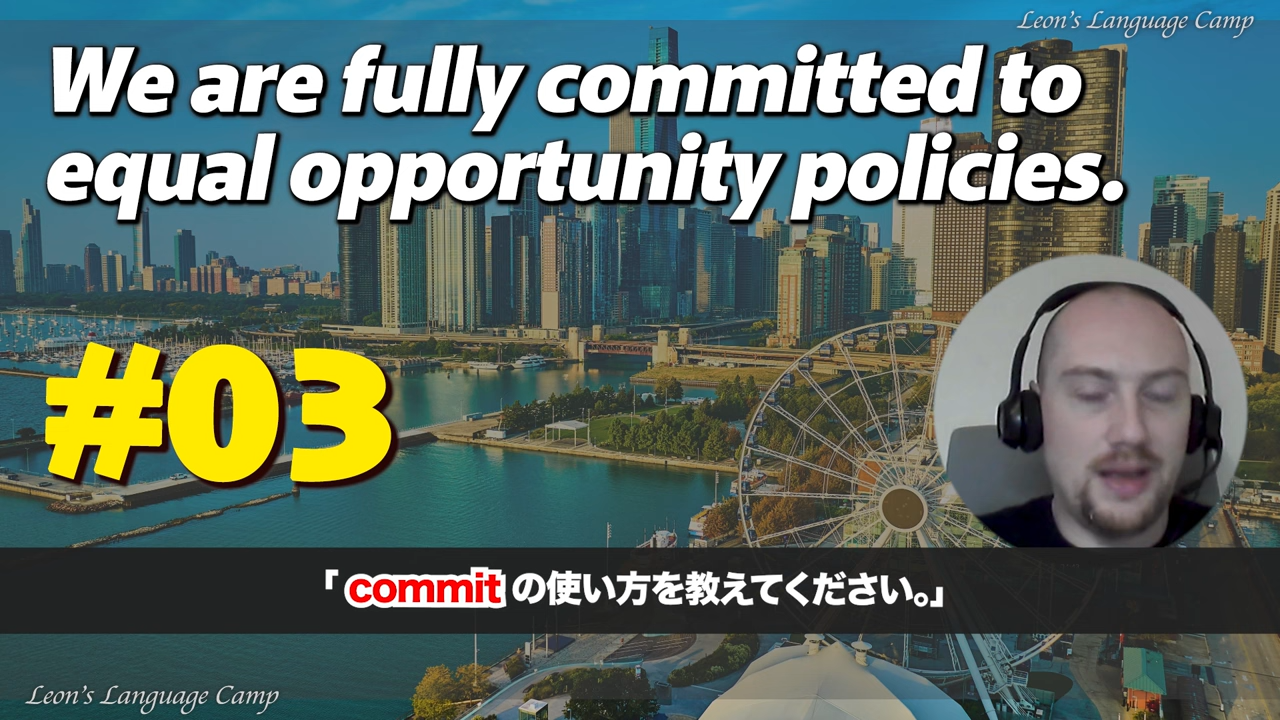 Leon's Language Camp
We are fully committed to
equal opportunity policies.
#03
「commitの使い方を教えてください。」
Leon's Language Camp